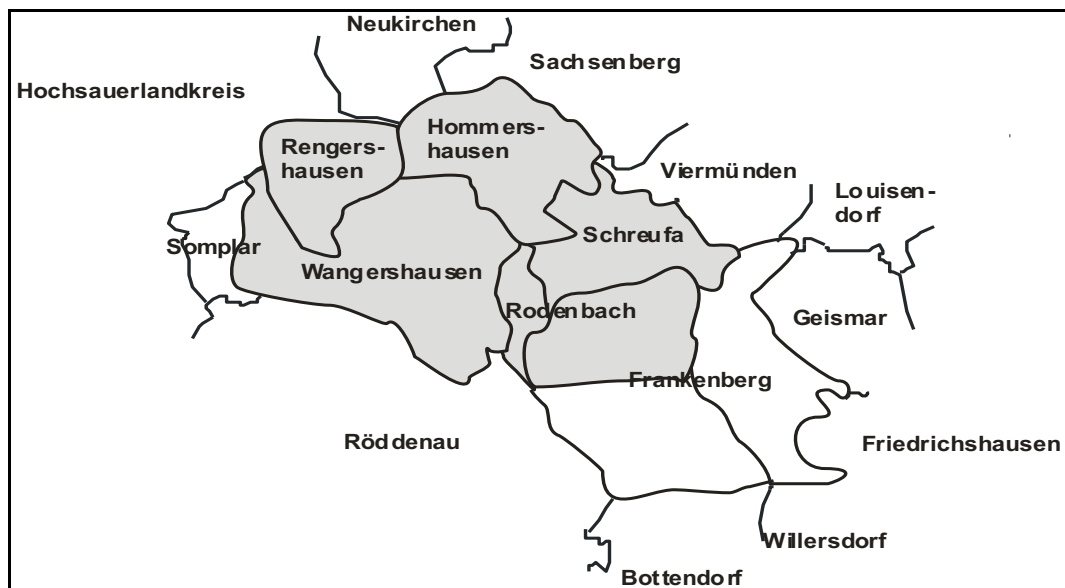 Neukirchen
Sachsenberg
Hochsauerlandkreis
Hommers-
hausen
Rengers-
hausen
Viermünden
Louisen-
dorf
Schreufa
Somplar
Wangershausen
Rodenbach
Geismar
Frankenberg
Röddenau
Friedrichshausen
Willersdorf
Bottendorf